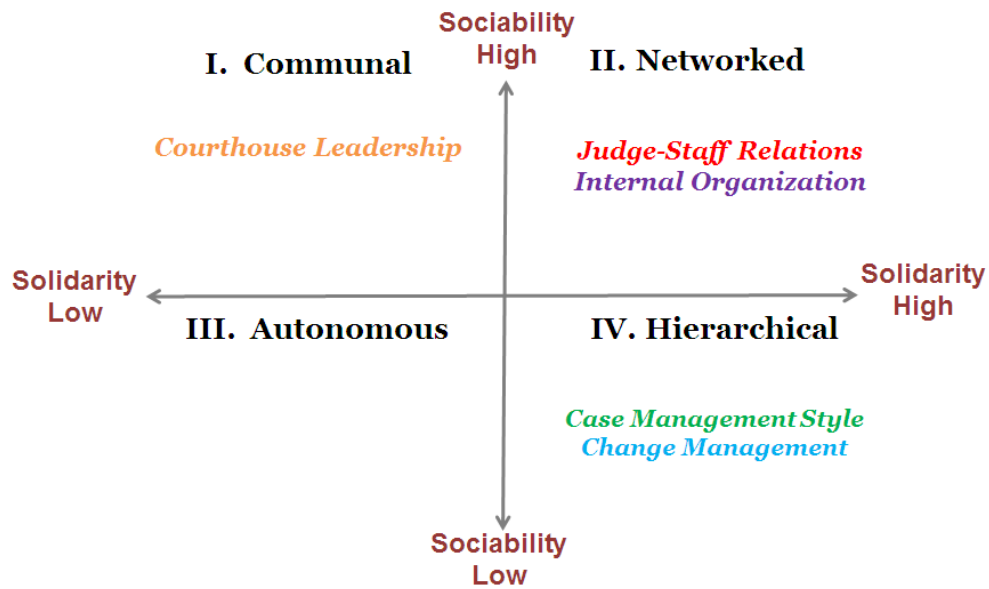 Sociability
High
I. Communal
II. Networked
Courthouse Leadership
Judge-Staff Relations
Internal Organization
Solidarity
Low
Solidarity
High
III. Autonomous
IV. Hierarchical
Case Management Style
Change Management
Sociability
Low